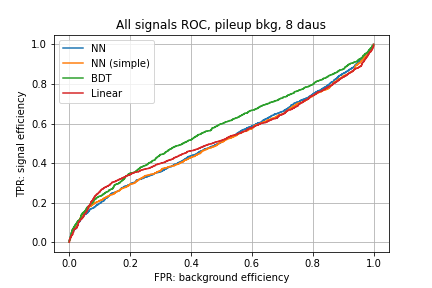 All signals ROC, pileup bkg, 8 daus
TPR: signal efficiency
1.0
0.8
0.6
0.4
0.2
0.0
NN
NN (simple)
BDT
Linear
0.0 0.2 0.4 0.6 0.8 1.0
FPR: background efficiency